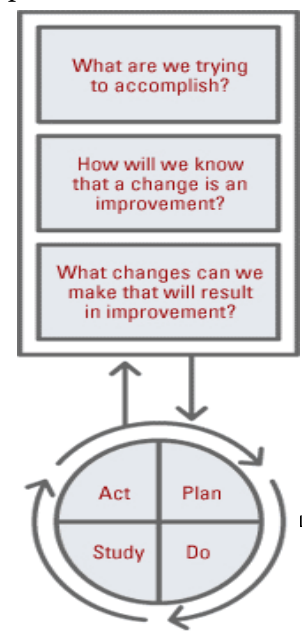 What are we trying
to accomplish?
How will we know
that a change is an
improvement?
What changes can we
make that will result
in improvement?
Act
Plan
Study
Do